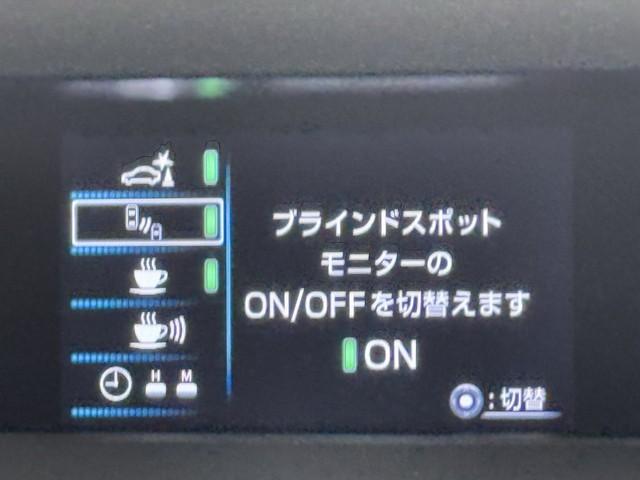 ブラインドスポット
モニターの
ON/OFFを切替えます
ON
H M
:切替